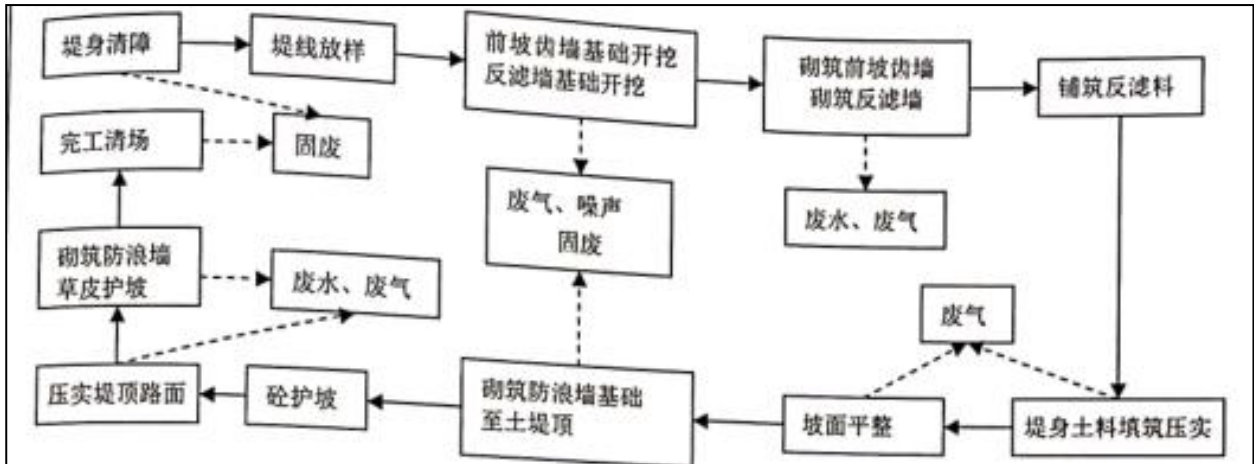 堤身清障
堤线放样
前坡齿墙基础开挖
反滤墙基础开挖
砌筑前坡齿墙
砌筑反滤墙
铺筑反滤料
完工清场
固废
废气、噪声
固废
废水、废气
砌筑防浪墙
草皮护坡
废水、废气
废气
压实堤顶路面
砼护坡
砌筑防浪墙基础
至土堤顶
坡面平整
堤身土料填筑压实